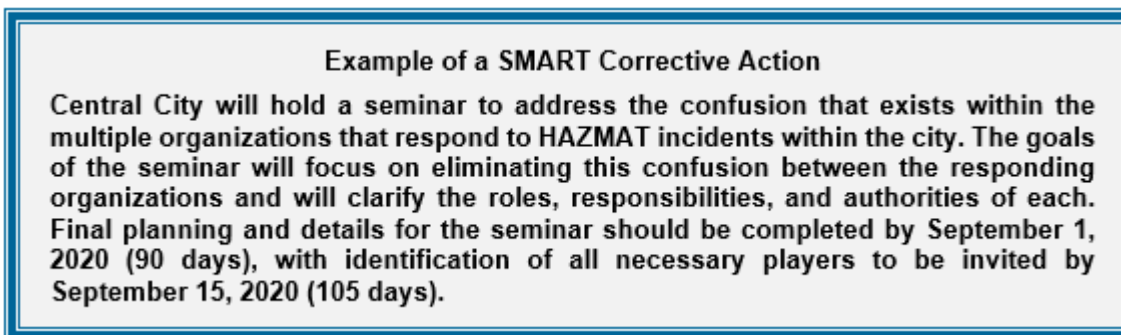 Example of a SMART Corrective Action
Central City will hold a seminar to address the confusion that exists within the
multiple organizations that respond to HAZMAT incidents within the city. The goals
of the seminar will focus on eliminating this confusion between the responding
organizations and will clarify the roles, responsibilities, and authorities of each.
Final planning and details for the seminar should be completed by September 1,
2020 (90 days), with identification of all necessary players to be invited by
September 15, 2020 (105 days).